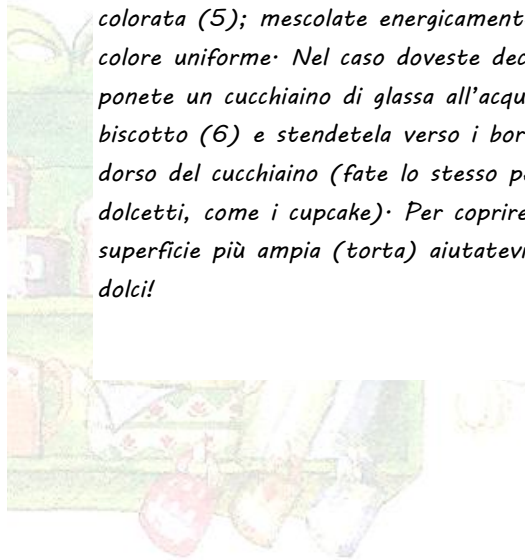 colorata (5); mescolate energicament
colore uniforme· Nel caso doveste dec
ponete un cucchiaino di glassa all'acqu
biscotto (6) e stendetela verso i bor
dorso del cucchiaino (fate lo stesso p
dolcetti, come i cupcake)· Per coprire
superficie più ampia (torta) aiutatevi
dolci!